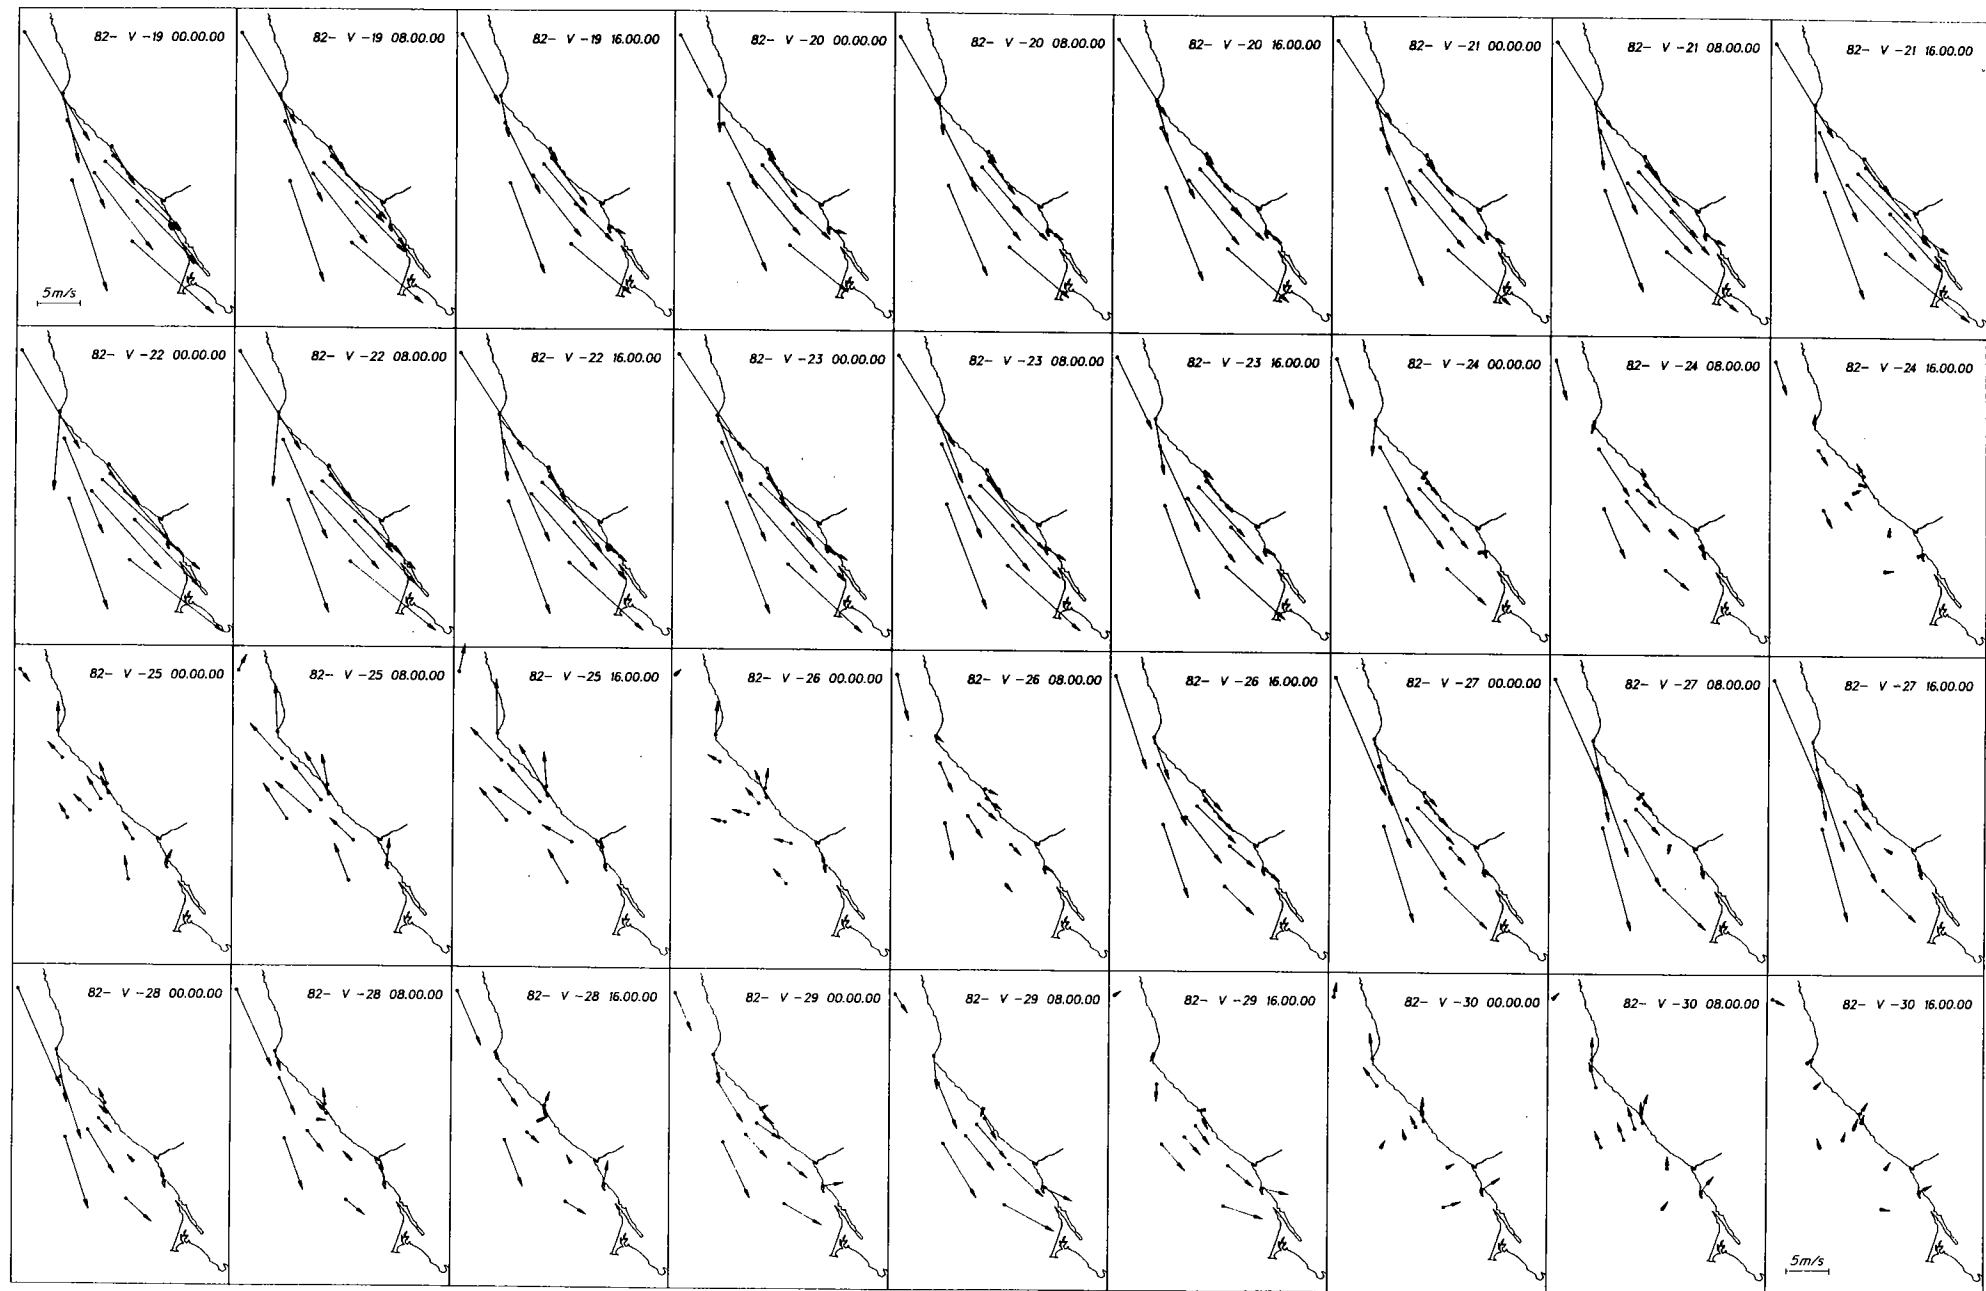 82- V -19 00.00.00
82- V -19 08.00.00
82- V -19 16.00.00
82- V -20 00.00.00
82- V -20 08.00.00
82- V -20 16.00.00
82- V -21 00.00.00
82- V -21 08.00.00
82- V -21 16.00.00
5m/s
82- V -22 00.00.00
82- V -22 08.00.00
82- V -22 16.00.00
82- V -23 00.00.00
82- V -23 08.00.00
82- V -23 16.00.00
82- V -24 00.00.00
82- V -24 08.00.00
82- V -24 16.00.00
82- V -25 00.00.00
82- V -25 08.00.00
82- V -25 16.00.00
82- V -26 00.00.00
82- V -26 08.00.00
82- V -26 16.00.00
82- V -27 00.00.00
82- V -27 08.00.00
82- V -27 16.00.00
82- V -28 00.00.00
82- V -28 08.00.00
82- V -28 16.00.00
82- V -29 00.00.00
82- V -29 08.00.00
82- V -29 16.00.00
82- V -30 00.00.00
82- V -30 08.00.00
82- V -30 16.00.00
5m/s